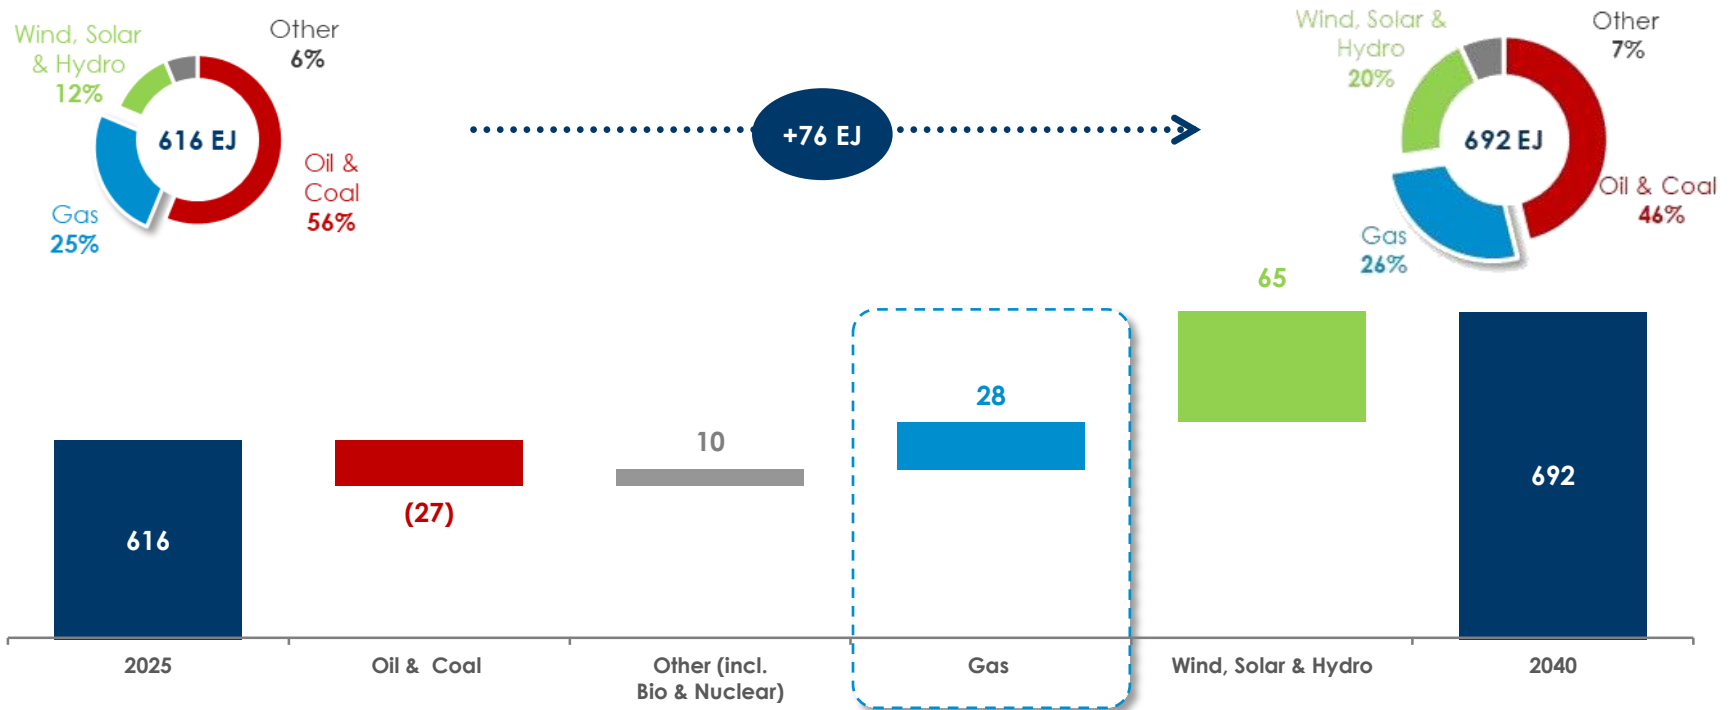 Wind, Solar
& Hydro
12%
Other
6%
616 EJ
Oil &
Coal
56%
Gas
25%
+76 EJ
Wind, Solar &
Hydro
20%
Other
7%
692 EJ
Oil & Coal
46%
Gas
26%
616
(27)
10
28
65
692
2025
Oil & Coal
Other (incl.
Bio & Nuclear)
Gas
Wind, Solar & Hydro
2040